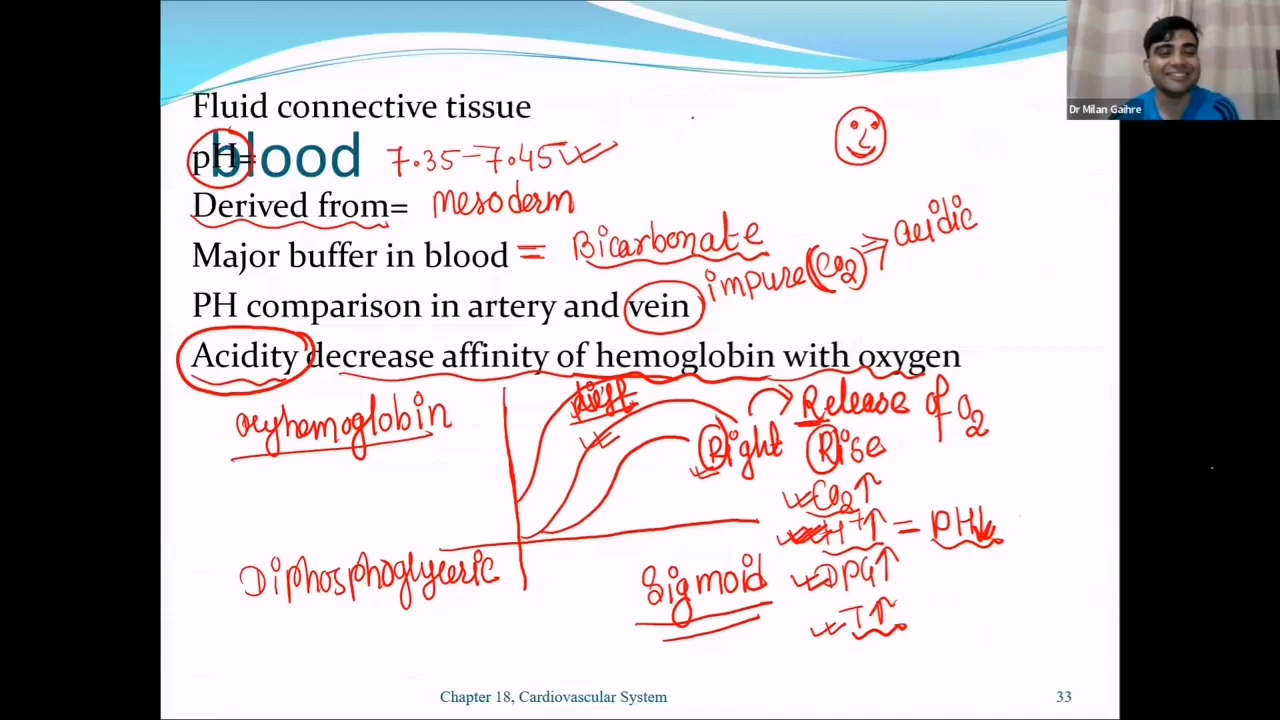 Dr Milan Gaihre
Fluid connective tissue
blood
pH= 7.35-7.45
Derived from= mesoderm
Major buffer in blood = Bicarbonate
PH comparison in artery and vein impure (CO2) ⇒ acidic
Acidity decrease affinity of hemoglobin with oxygen
oxyhemoglobin
Right Release of O2
Rise
CO2↑
H+↑ = PH↓
DPG↑
T↑
Diphosphoglyceric
Sigmoid
Chapter 18, Cardiovascular System 33